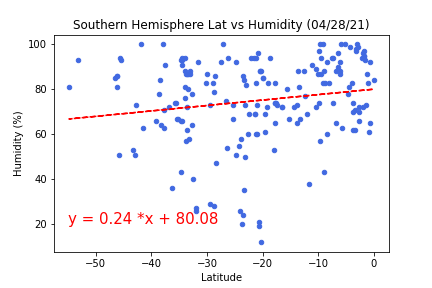 Southern Hemisphere Lat vs Humidity (04/28/21)
100
80
60
40
20
Humidity (%)
y = 0.24 *x + 80.08
−50
−40
−30
−20
−10
0
Latitude